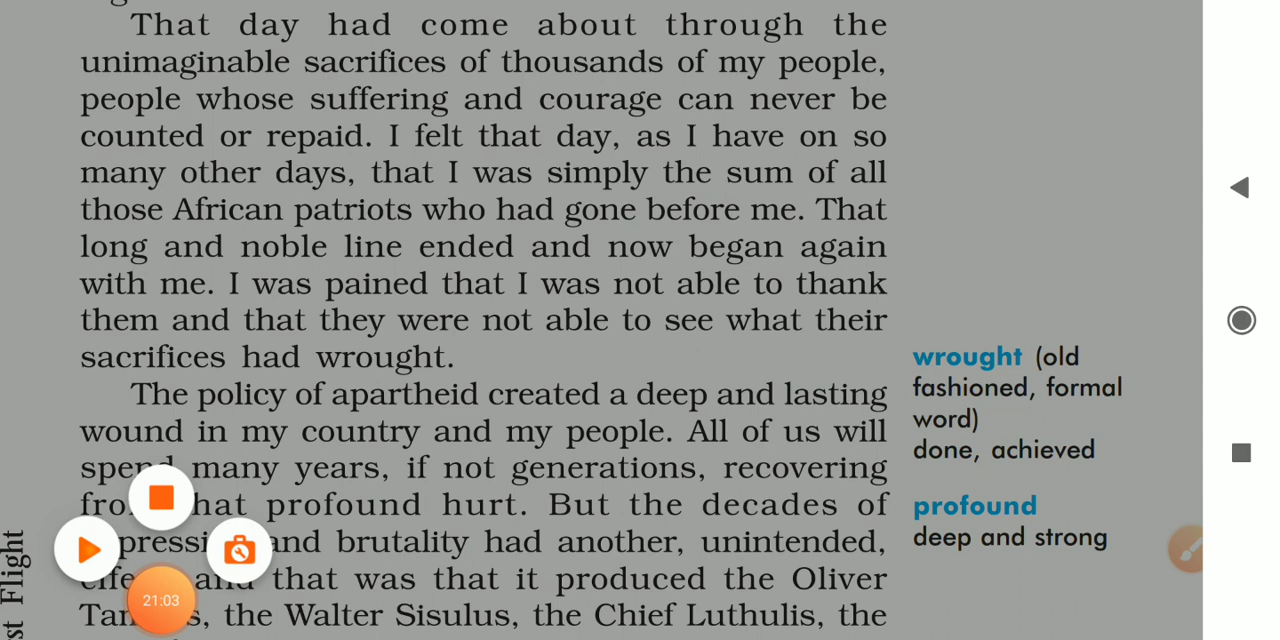 That day had come about through the
unimaginable sacrifices of thousands of my people,
people whose suffering and courage can never be
counted or repaid. I felt that day, as I have on so
many other days, that I was simply the sum of all
those African patriots who had gone before me. That
long and noble line ended and now began again
with me. I was pained that I was not able to thank
them and that they were not able to see what their
sacrifices had wrought.
The policy of apartheid created a deep and lasting
wound in my country and my people. All of us will
spend many years, if not generations, recovering
hat profound hurt. But the decades of
and brutality had another, unintended,
and that was that it produced the Oliver
the Walter Sisulus, the Chief Luthulis, the
wrought (old
fashioned, formal
word)
done, achieved
profound
deep and strong
Flight
21:03